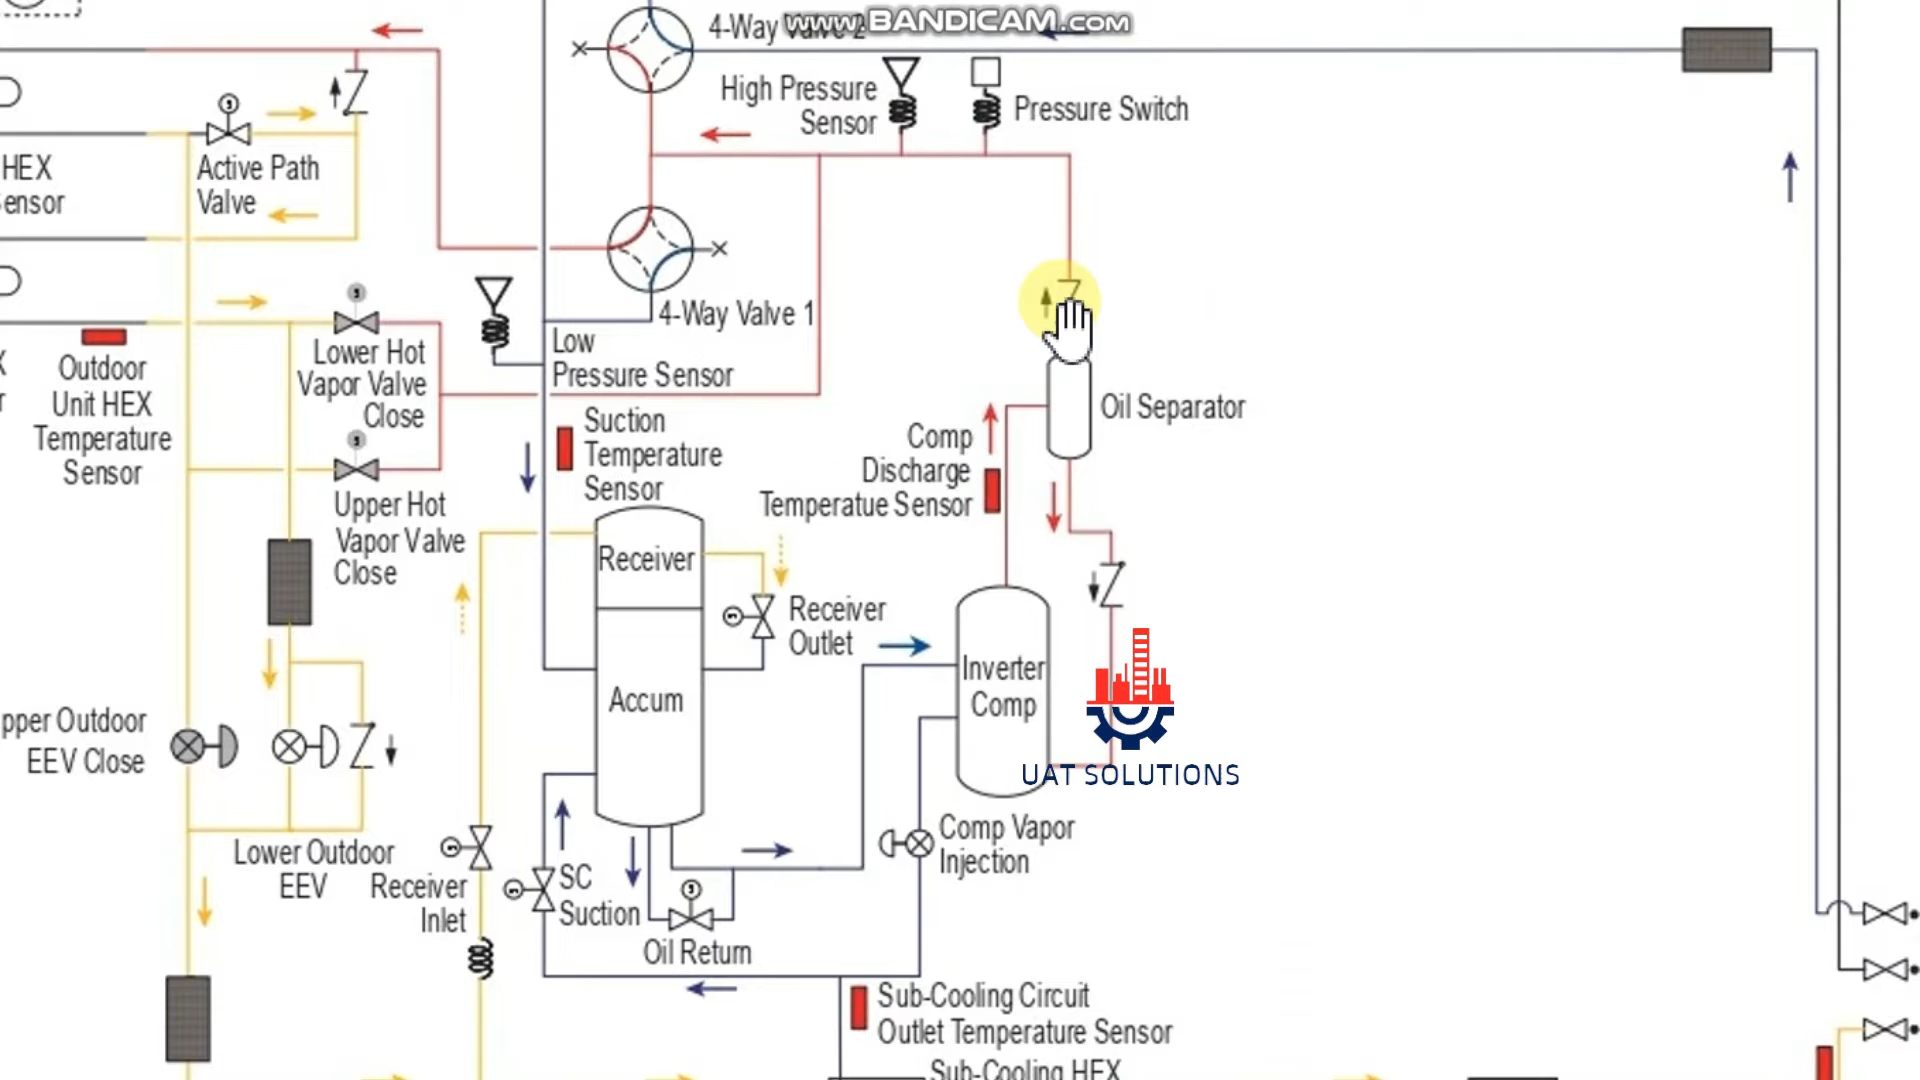 www.BANDICAM.com
4-Way Valve 2
High Pressure
Sensor
Pressure Switch
HEX
ensor
Active Path
Valve
4-Way Valve 1
Low
Pressure Sensor
Lower Hot
Vapor Valve
Close
Outdoor
Unit HEX
Temperature
Sensor
Suction
Temperature
Sensor
Oil Separator
Comp
Discharge
Temperatue Sensor
Upper Hot
Vapor Valve
Close
Receiver
Receiver
Outlet
Accum
Inverter
Comp
pper Outdoor
EEV Close
UAT SOLUTIONS
Lower Outdoor
EEV
Receiver
Inlet
SC
Suction
Oil Return
Comp Vapor
Injection
Sub-Cooling Circuit
Outlet Temperature Sensor
Sub-Cooling HEX